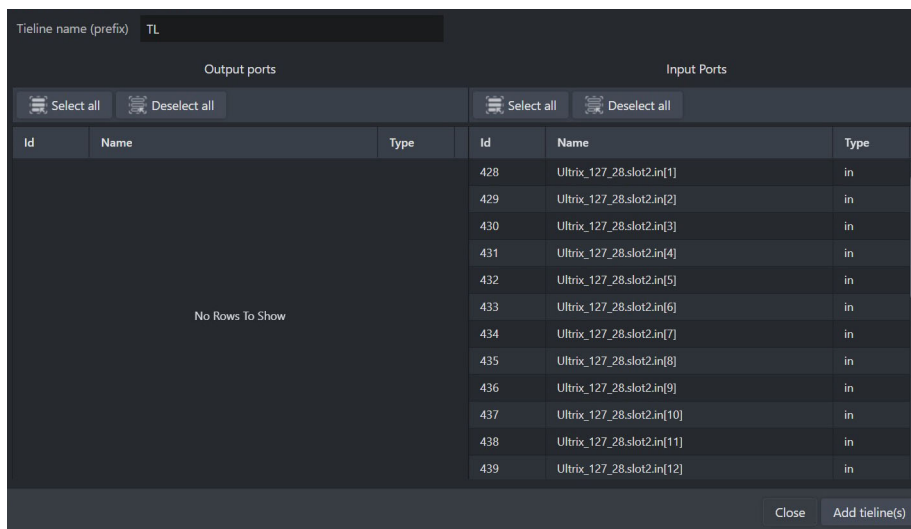 Tieline name (prefix) TL
Output ports Input Ports
Select all Deselect all Select all Deselect all
Id Name Type Id Name Type
428 Ultrix_127_28.slot2.in[1] in
429 Ultrix_127_28.slot2.in[2] in
430 Ultrix_127_28.slot2.in[3] in
431 Ultrix_127_28.slot2.in[4] in
432 Ultrix_127_28.slot2.in[5] in
433 Ultrix_127_28.slot2.in[6] in
No Rows To Show
434 Ultrix_127_28.slot2.in[7] in
435 Ultrix_127_28.slot2.in[8] in
436 Ultrix_127_28.slot2.in[9] in
437 Ultrix_127_28.slot2.in[10] in
438 Ultrix_127_28.slot2.in[11] in
439 Ultrix_127_28.slot2.in[12] in
Close Add tieline(s)